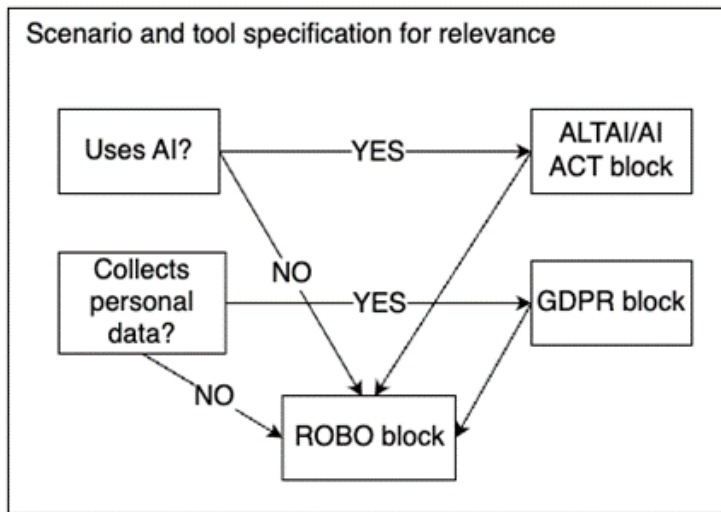 Scenario and tool specification for relevance
Uses AI?
YES
ALTAI/AI
ACT block
NO
Collects
personal
data?
YES
GDPR block
NO
ROBO block